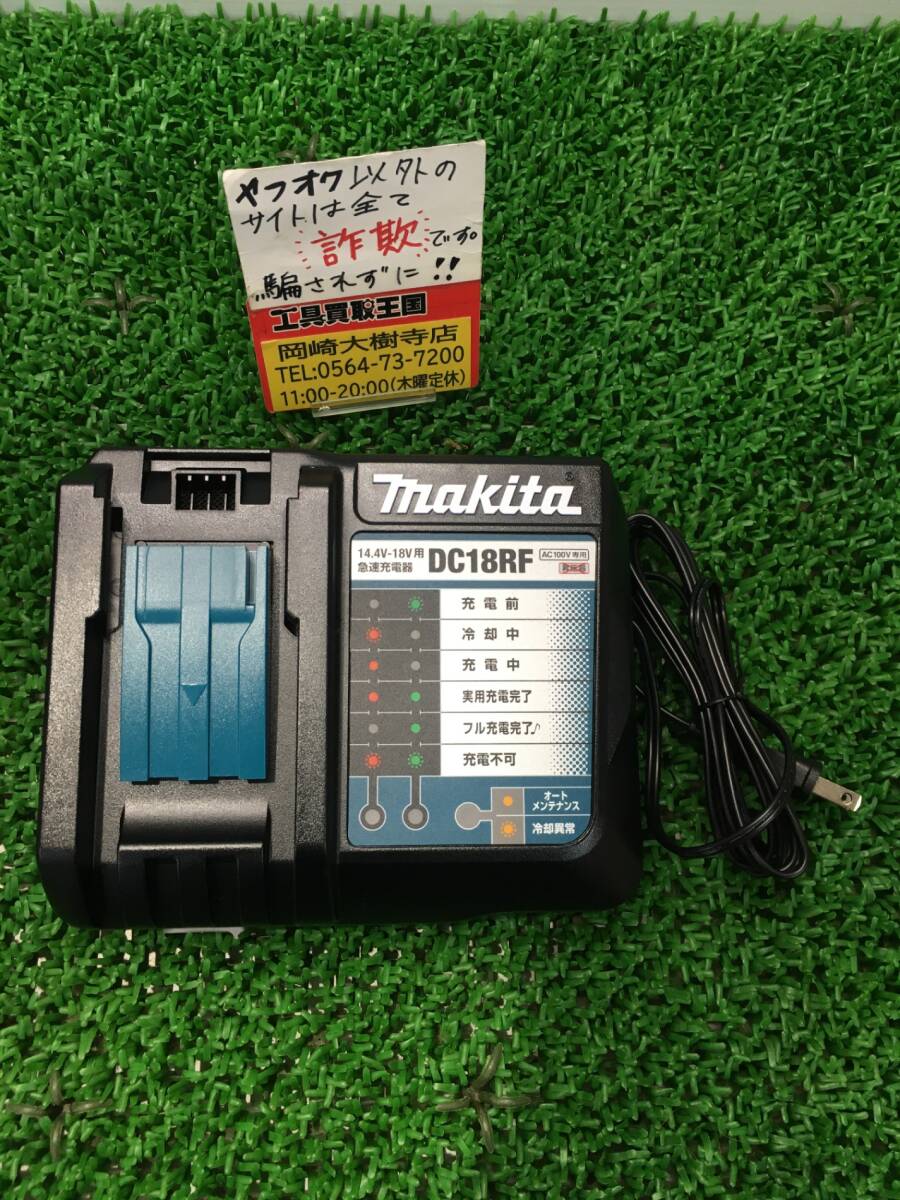 ヤフオク以外の
サイトは全て
詐欺です。
騙されずに!!
工具買取王国
岡崎大樹寺店
TEL:0564-73-7200
11:00-20:00(木曜定休)
makita®
14.4V-18V用
急速充電器
DC18RF
AC100V専用
充電前
冷却中
充電中
実用充電完了
フル充電完了♪
充電不可
オート
メンテナンス
冷却異常